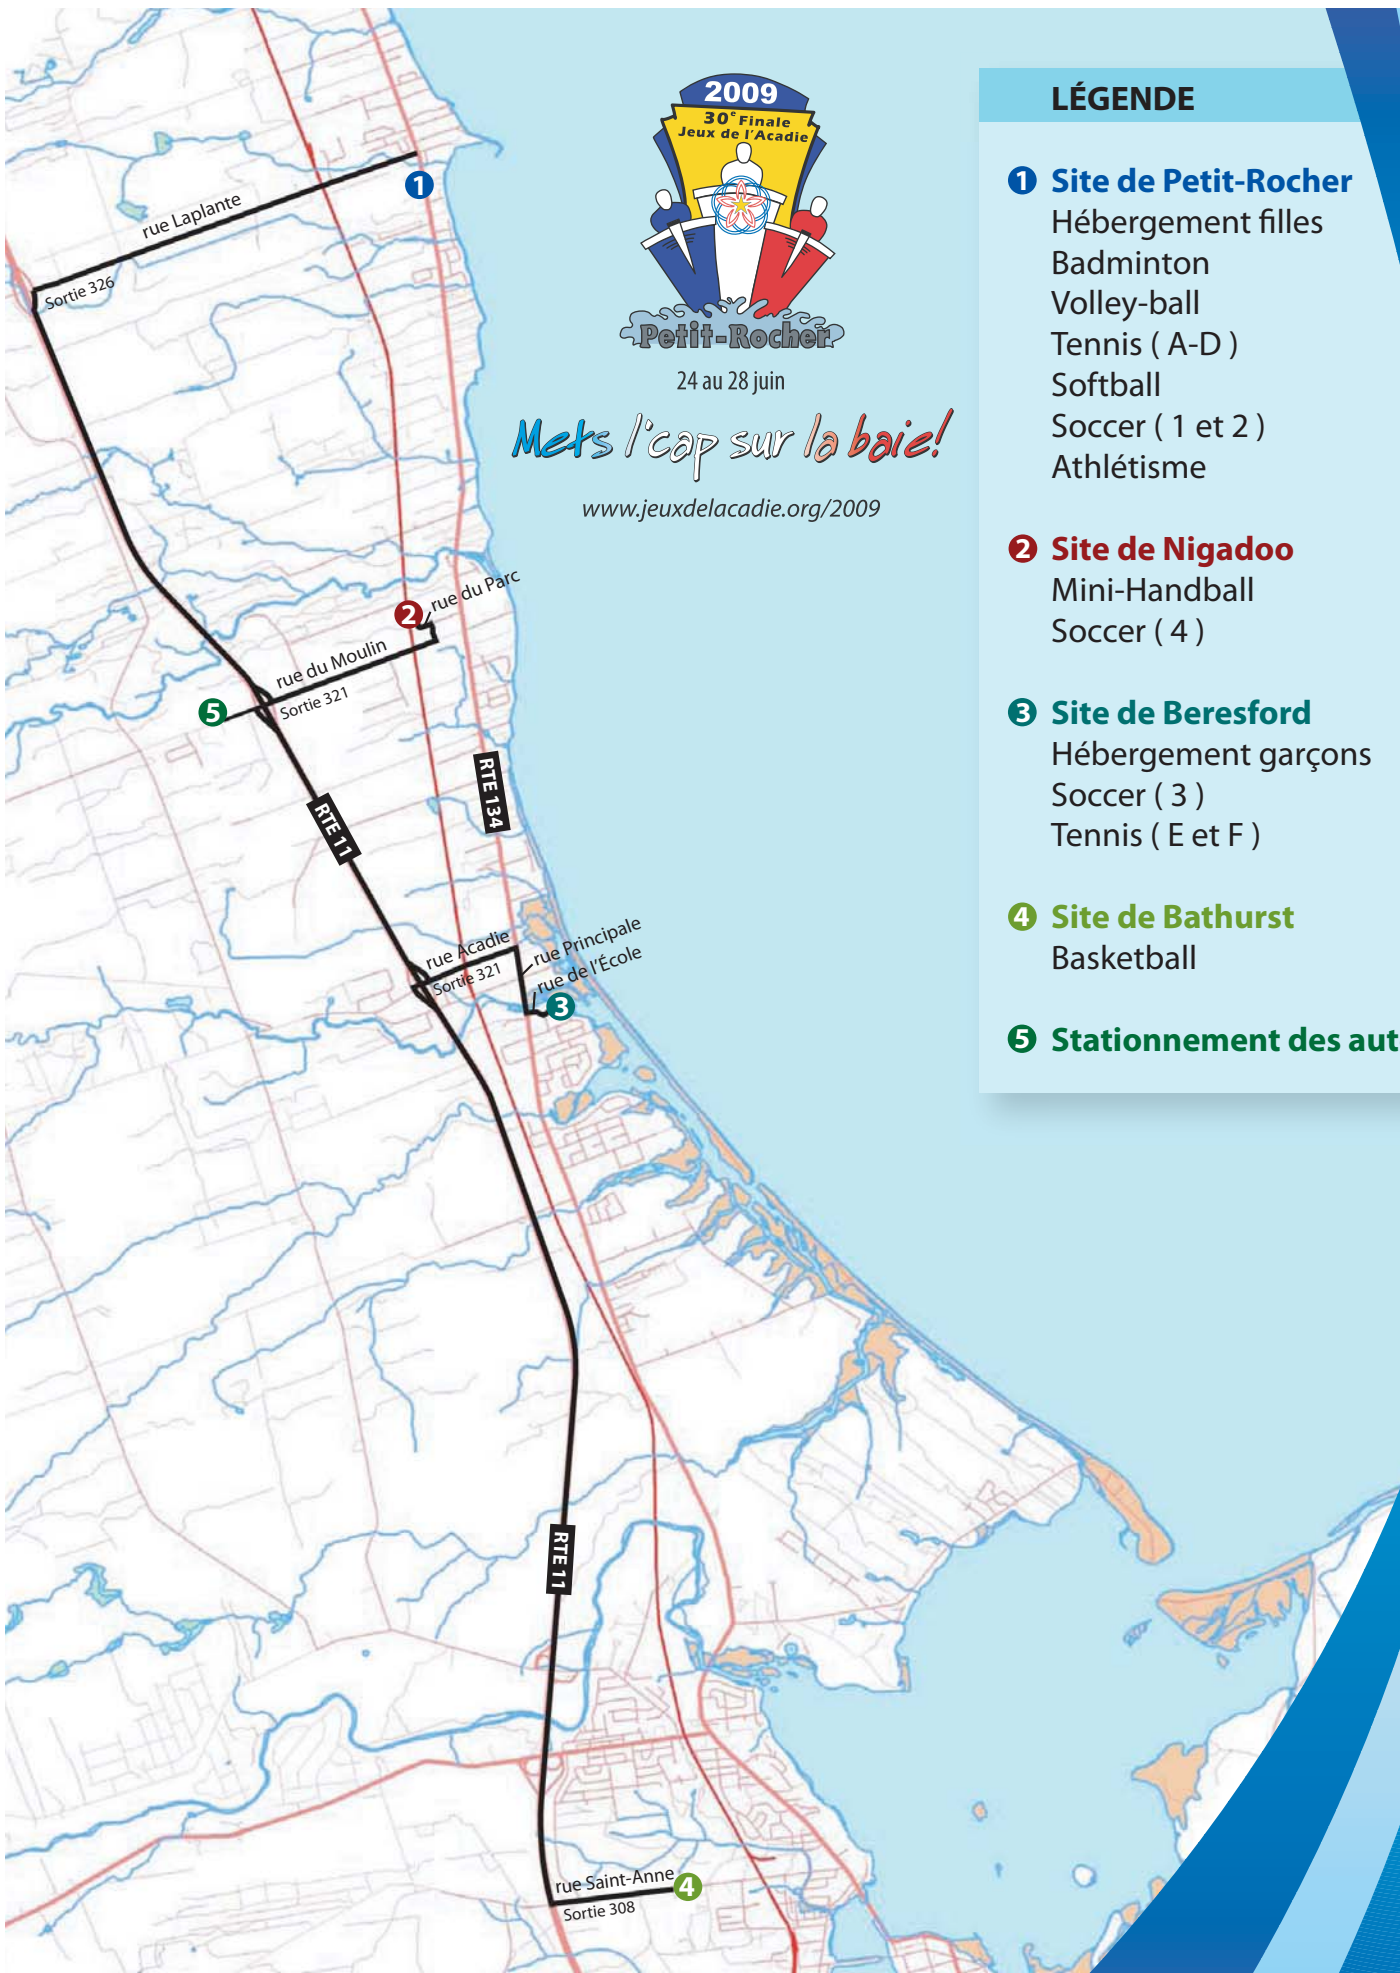 2009
30e Finale
Jeux de l'Acadie
Petit-Rocher
24 au 28 juin
Mets l'cap sur la baie!
www.jeuxdelacadie.org/2009
LÉGENDE
1 Site de Petit-Rocher
Hébergement filles
Badminton
Volley-ball
Tennis ( A-D )
Softball
Soccer ( 1 et 2 )
Athlétisme
2 Site de Nigadoo
Mini-Handball
Soccer ( 4 )
3 Site de Beresford
Hébergement garçons
Soccer ( 3 )
Tennis ( E et F )
4 Site de Bathurst
Basketball
5 Stationnement des aut
1
rue Laplante
Sortie 326
2
rue du Parc
rue du Moulin
Sortie 321
5
RTE 134
RTE 11
rue Acadie
Sortie 321
rue Principale
rue de l'École
3
RTE 11
rue Saint-Anne
4
Sortie 308